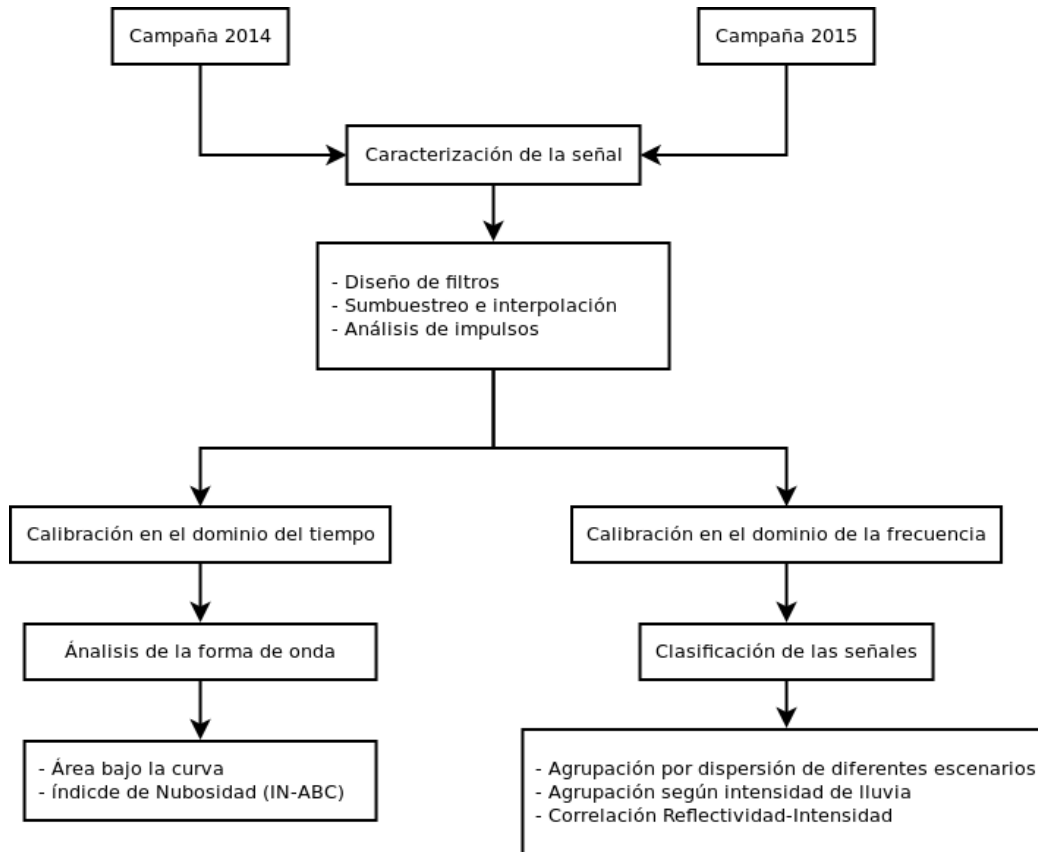 Campaña 2014
Campaña 2015
Caracterización de la señal
- Diseño de filtros
- Sumbuestreo e interpolación
- Análisis de impulsos
Calibración en el dominio del tiempo
Calibración en el dominio de la frecuencia
Ánalisis de la forma de onda
Clasificación de las señales
- Área bajo la curva
- índicde de Nubosidad (IN-ABC)
- Agrupación por dispersión de diferentes escenarios
- Agrupación según intensidad de lluvia
- Correlación Reflectividad-Intensidad